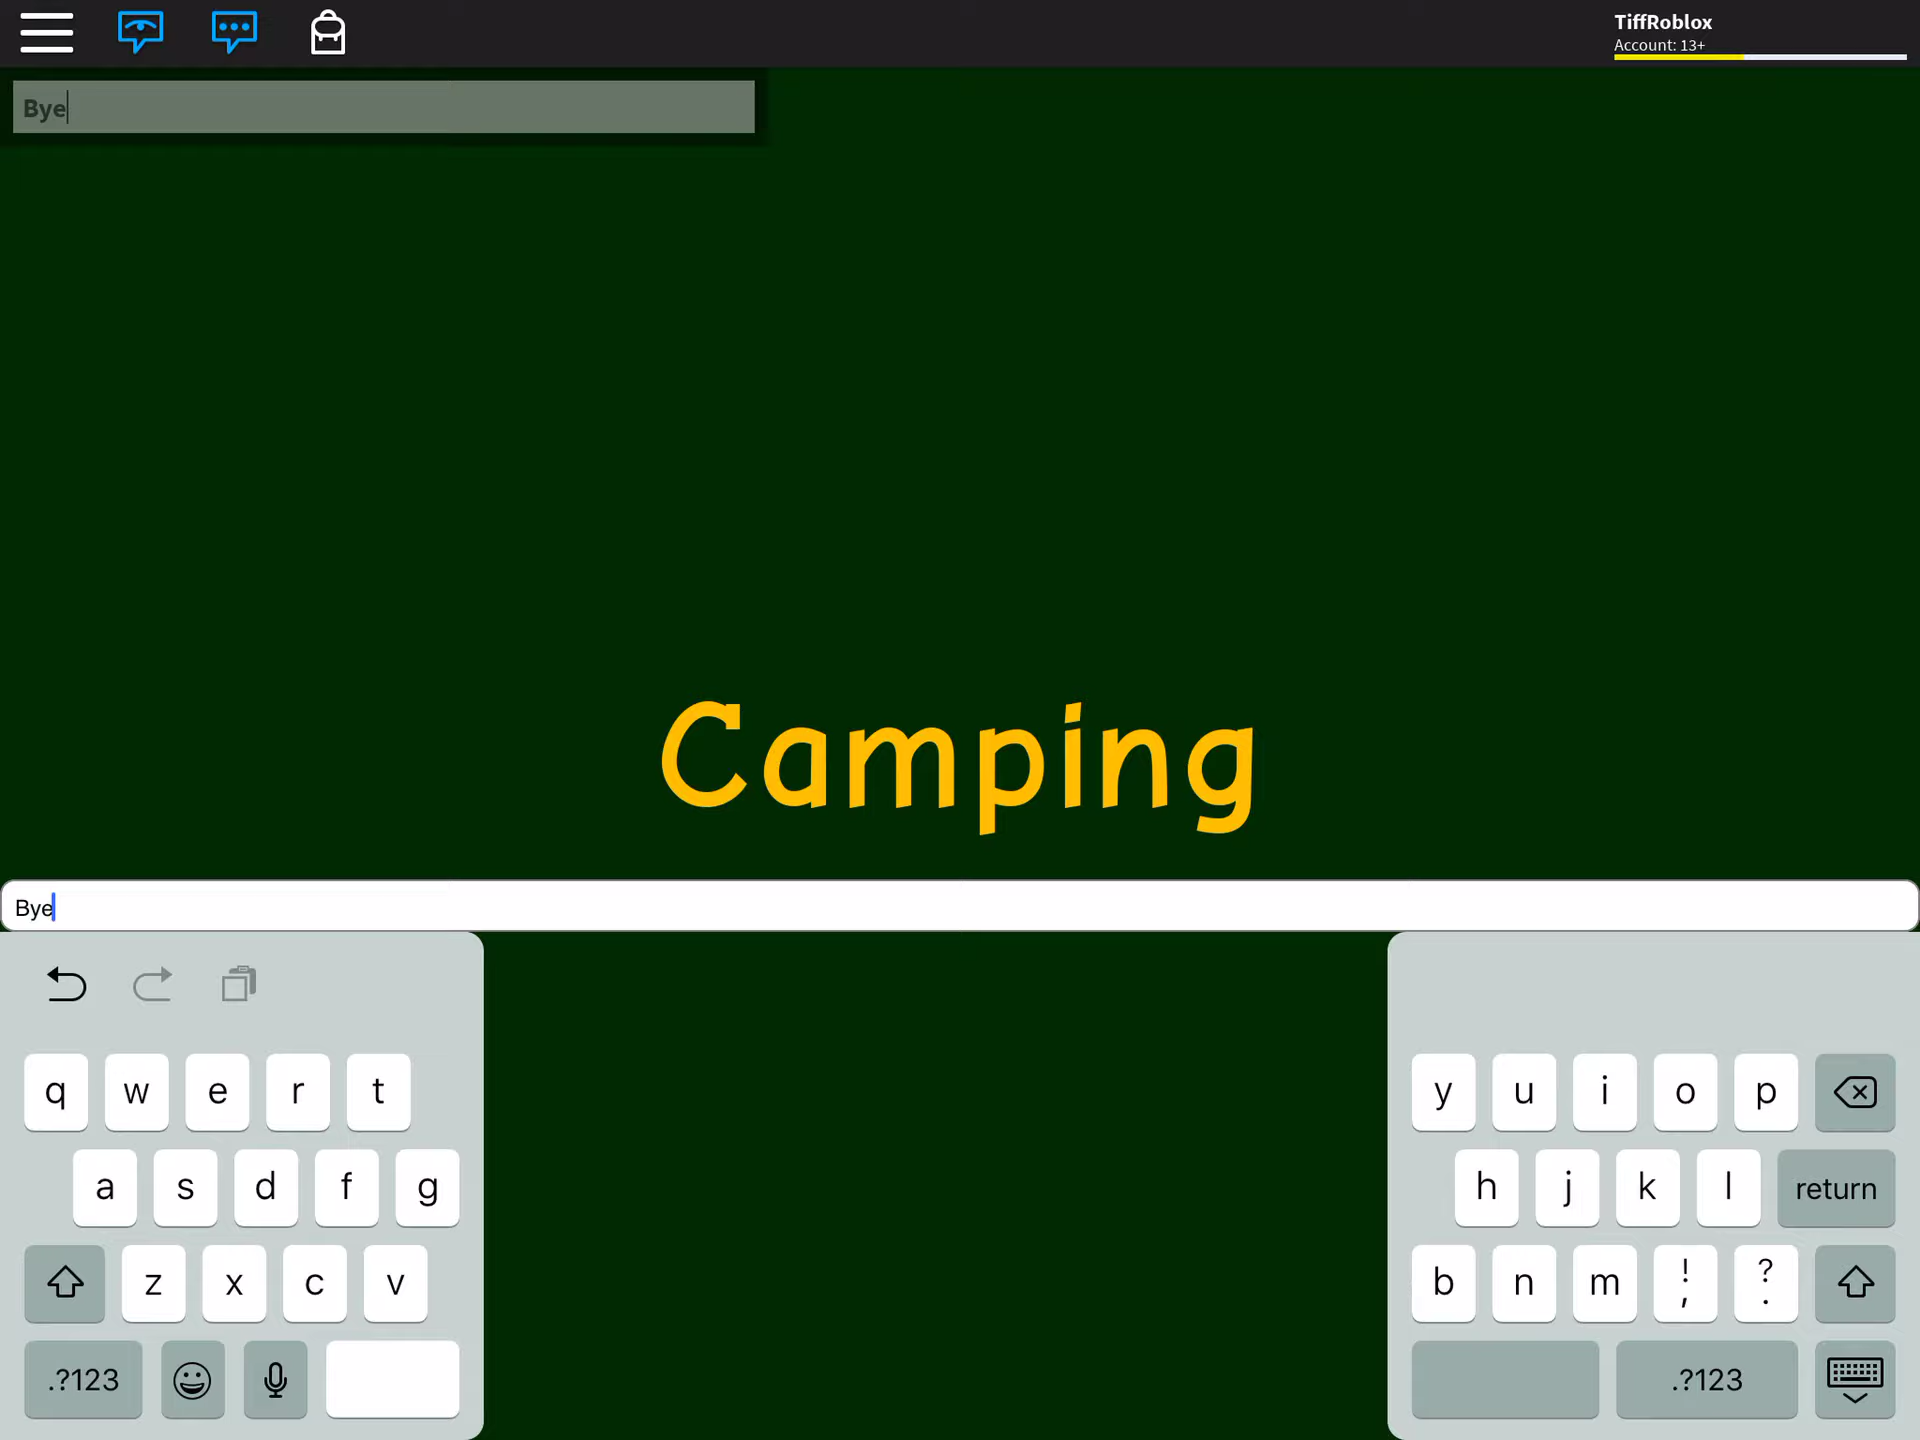 TiffRoblox
Account: 13+
Bye
Camping
Bye
q w e r t y u i o p
a s d f g h j k l return
z x c v b n m ! , ? .
.?123 .?123